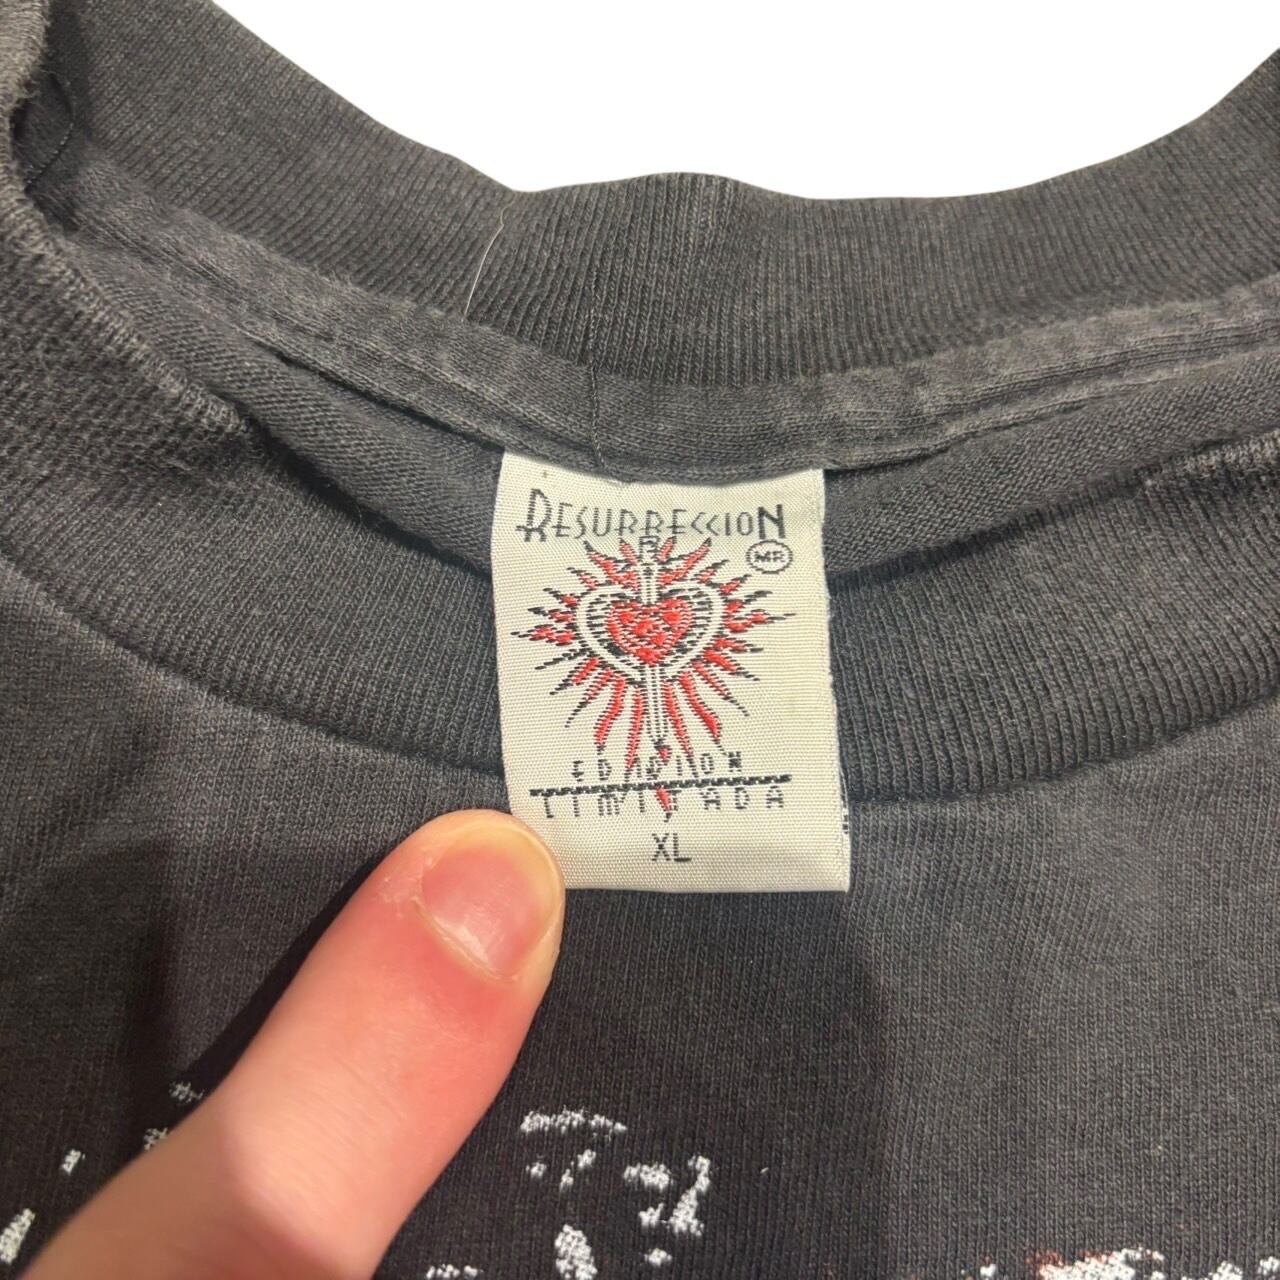 RESURRECCION
MR
EDICION
LIMITADA
XL